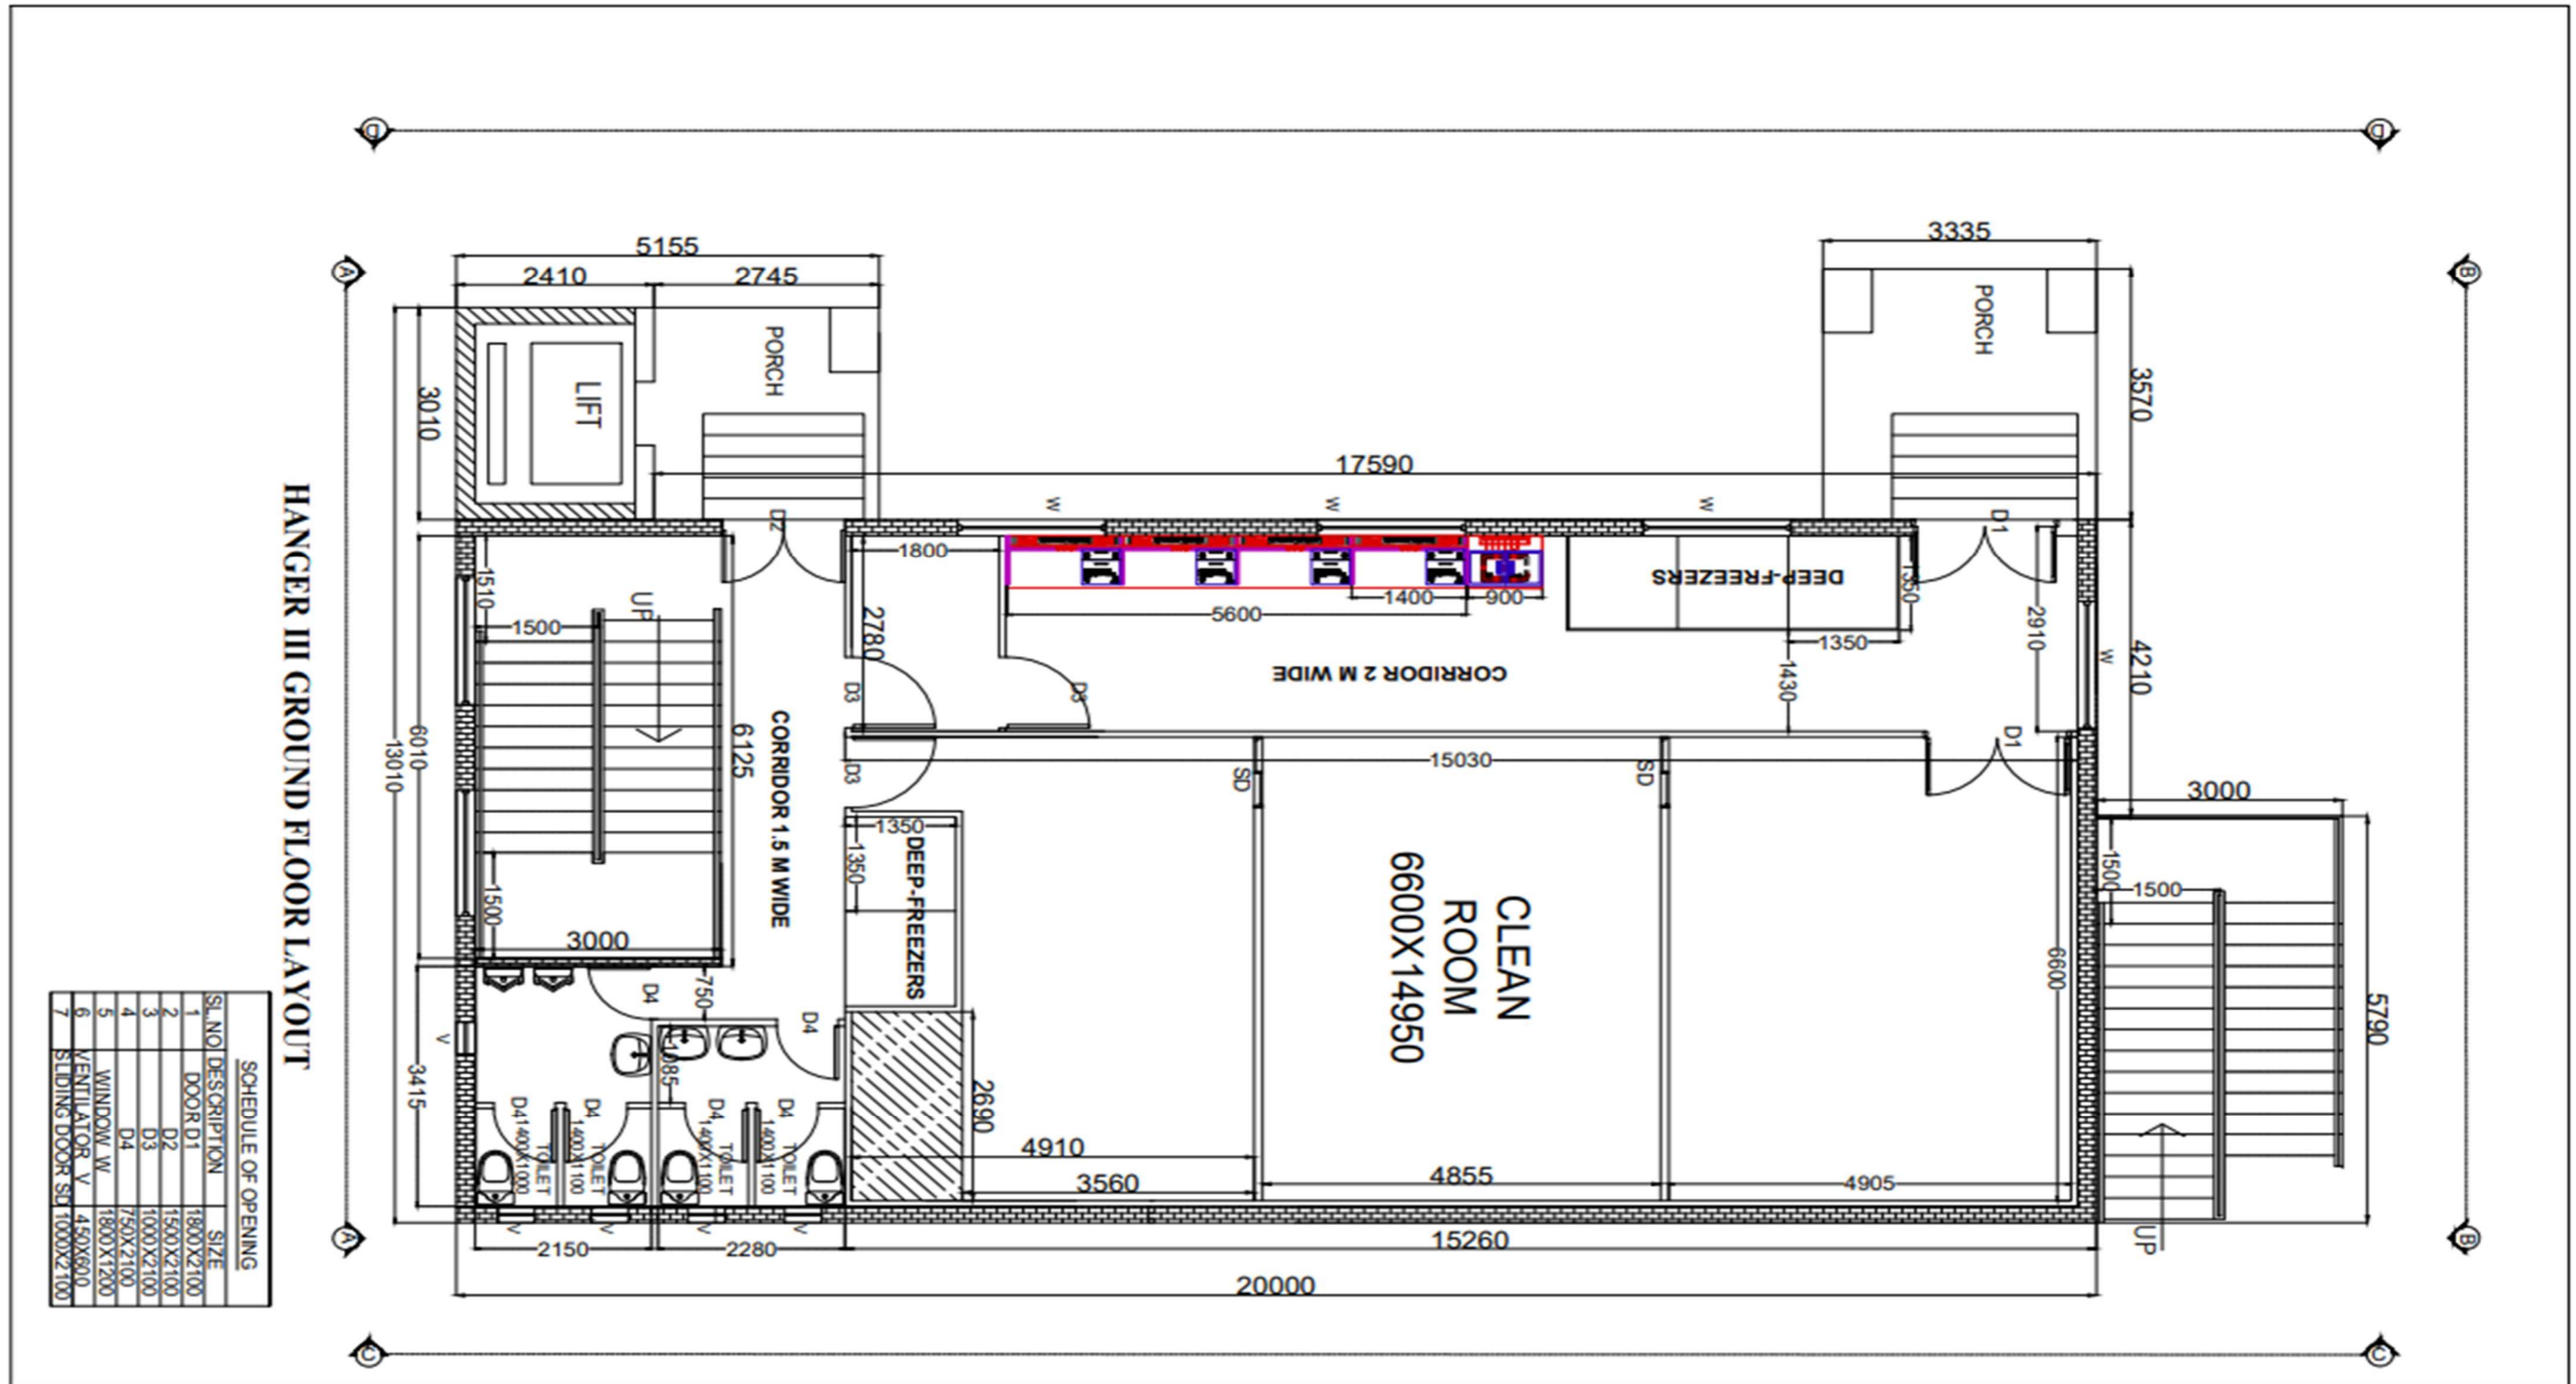 D
D
A
B
5155
3335
2410
2745
PORCH
PORCH
3570
LIFT
3010
17590
W
W
W
D2
D1
1800
DEEP-FREEZERS
1350
1510
UP
1500
2780
1400
900
5600
1350
2910
4210
W
CORRIDOR 2 M WIDE
1430
D3
D3
6125
CORRIDOR 1.5 M WIDE
6010
13010
D3
15030
SD
SD
D1
3000
HANGER III GROUND FLOOR LAYOUT
1350
1350
DEEP-FREEZERS
CLEAN
ROOM
6600X14950
1500
1500
6600
5790
1500
3000
750
D4
D4
1085
V
3415
2690
D4
TOILET
1400X1000
D4
TOILET
1400X1100
D4
TOILET
1400X1100
D4
TOILET
1400X1100
4910
3560
4855
4905
V
V
V
V
UP
2150
2280
15260
20000
A
B
C
C
SCHEDULE OF OPENING
SL.NO DESCRIPTION SIZE
1 DOOR D1 1800X2100
2 D2 1500X2100
3 D3 1000X2100
4 D4 750X2100
5 WINDOW W 1800X1200
6 VENTILATOR V 450X600
7 SLIDING DOOR SD 1000X2100